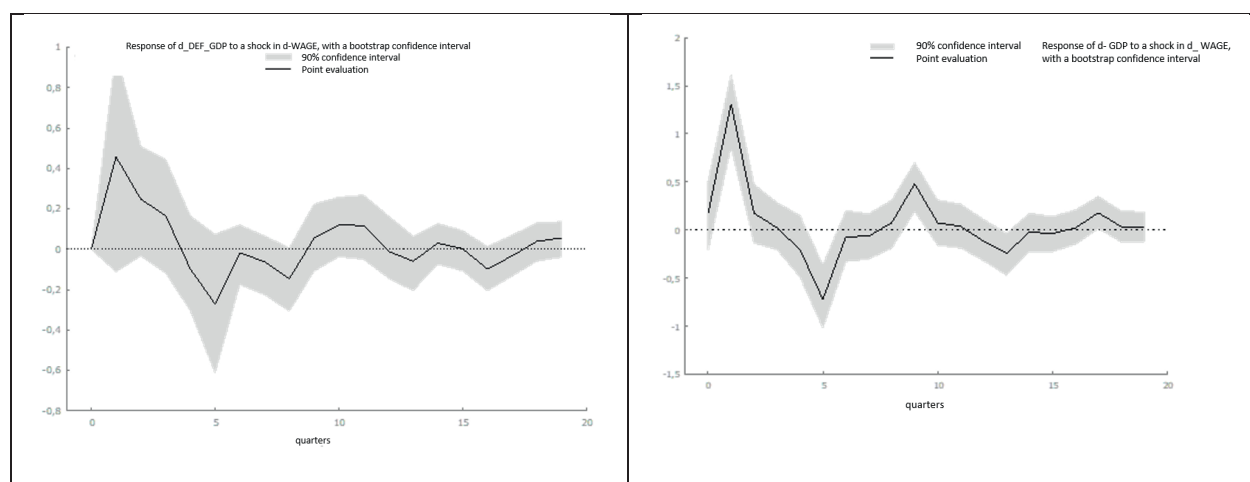 Response of d_DEF_GDP to a shock in d-WAGE, with a bootstrap confidence interval
90% confidence interval
Point evaluation
1
0,8
0,6
0,4
0,2
0
-0,2
-0,4
-0,6
-0,8
0 5 10 15 20
quarters
90% confidence interval
Point evaluation
Response of d- GDP to a shock in d_ WAGE,
with a bootstrap confidence interval
2
1,5
1
0,5
0
-0,5
-1
-1,5
0 5 10 15 20
quarters